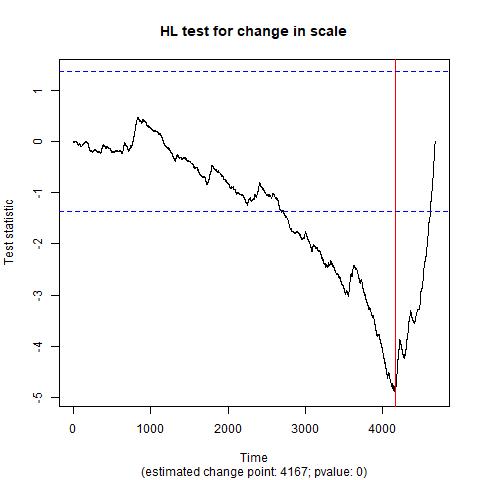 HL test for change in scale
Test statistic
1
0
-1
-2
-3
-4
-5
0 1000 2000 3000 4000
Time
(estimated change point: 4167; pvalue: 0)